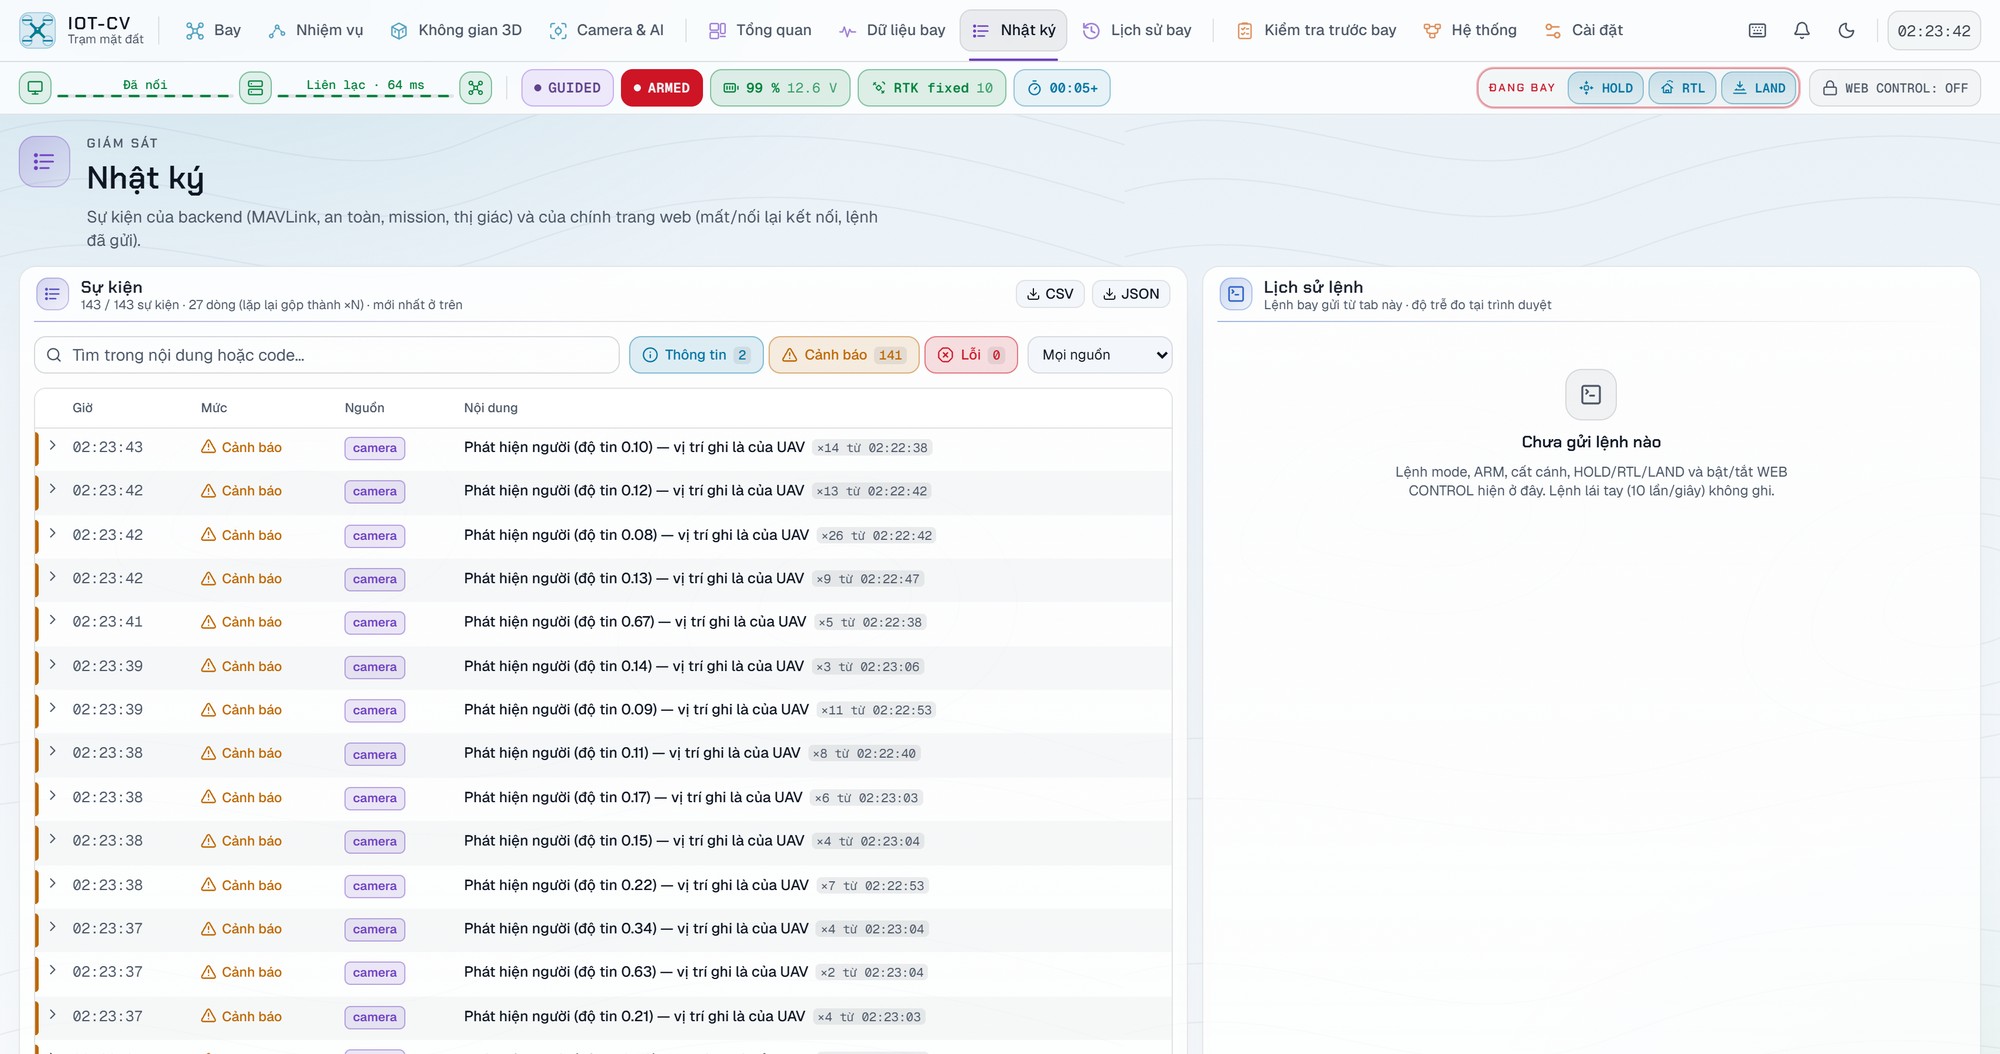 IOT-CV
Trạm mặt đất
Bay
Nhiệm vụ
Không gian 3D
Camera & AI
Tổng quan
Dữ liệu bay
Nhật ký
Lịch sử bay
Kiểm tra trước bay
Hệ thống
Cài đặt
02:23:42
Đã nối
Liên lạc · 64 ms
GUIDED
ARMED
99 % 12.6 V
RTK fixed 10
00:05+
ĐANG BAY
HOLD
RTL
LAND
WEB CONTROL: OFF
GIÁM SÁT
Nhật ký
Sự kiện của backend (MAVLink, an toàn, mission, thị giác) và của chính trang web (mất/nối lại kết nối, lệnh
đã gửi).
Sự kiện
143 / 143 sự kiện · 27 dòng (lặp lại gộp thành ×N) · mới nhất ở trên
CSV
JSON
Tìm trong nội dung hoặc code...
Thông tin 2
Cảnh báo 141
Lỗi 0
Mọi nguồn
Giờ Mức Nguồn Nội dung
02:23:43 Cảnh báo camera Phát hiện người (độ tin 0.10) — vị trí ghi là của UAV ×14 từ 02:22:38
02:23:42 Cảnh báo camera Phát hiện người (độ tin 0.12) — vị trí ghi là của UAV ×13 từ 02:22:42
02:23:42 Cảnh báo camera Phát hiện người (độ tin 0.08) — vị trí ghi là của UAV ×26 từ 02:22:42
02:23:42 Cảnh báo camera Phát hiện người (độ tin 0.13) — vị trí ghi là của UAV ×9 từ 02:22:47
02:23:41 Cảnh báo camera Phát hiện người (độ tin 0.67) — vị trí ghi là của UAV ×5 từ 02:22:38
02:23:39 Cảnh báo camera Phát hiện người (độ tin 0.14) — vị trí ghi là của UAV ×3 từ 02:23:06
02:23:39 Cảnh báo camera Phát hiện người (độ tin 0.09) — vị trí ghi là của UAV ×11 từ 02:22:53
02:23:38 Cảnh báo camera Phát hiện người (độ tin 0.11) — vị trí ghi là của UAV ×8 từ 02:22:40
02:23:38 Cảnh báo camera Phát hiện người (độ tin 0.17) — vị trí ghi là của UAV ×6 từ 02:23:03
02:23:38 Cảnh báo camera Phát hiện người (độ tin 0.15) — vị trí ghi là của UAV ×4 từ 02:23:04
02:23:38 Cảnh báo camera Phát hiện người (độ tin 0.22) — vị trí ghi là của UAV ×7 từ 02:22:53
02:23:37 Cảnh báo camera Phát hiện người (độ tin 0.34) — vị trí ghi là của UAV ×4 từ 02:23:04
02:23:37 Cảnh báo camera Phát hiện người (độ tin 0.63) — vị trí ghi là của UAV ×2 từ 02:23:04
02:23:37 Cảnh báo camera Phát hiện người (độ tin 0.21) — vị trí ghi là của UAV ×4 từ 02:23:03
Lịch sử lệnh
Lệnh bay gửi từ tab này · độ trễ đo tại trình duyệt
Chưa gửi lệnh nào
Lệnh mode, ARM, cất cánh, HOLD/RTL/LAND và bật/tắt WEB
CONTROL hiện ở đây. Lệnh lái tay (10 lần/giây) không ghi.